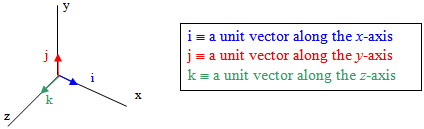 y
j
i
k
x
z
i ≡ a unit vector along the x-axis
j ≡ a unit vector along the y-axis
k ≡ a unit vector along the z-axis